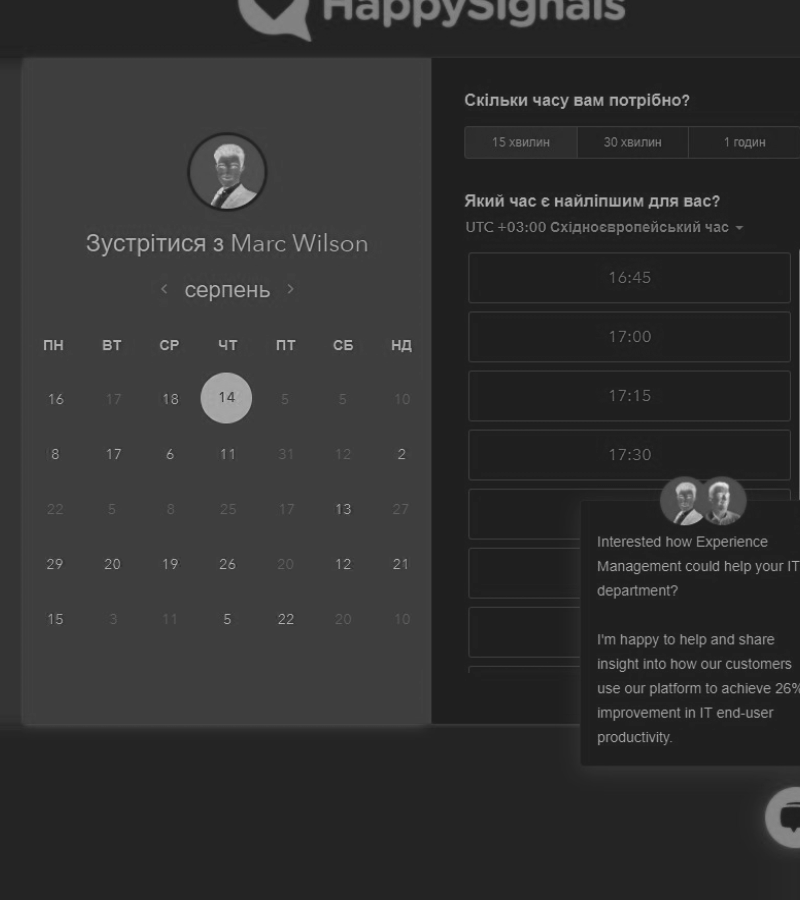 HappySignals
Зустрітися з Marc Wilson
серпень
ПН ВТ СР ЧТ ПТ СБ НД
16 17 18 14 5 5 10
8 17 6 11 31 12 2
22 5 8 25 17 13 27
29 20 19 26 20 12 21
15 3 11 5 22 20 10
Скільки часу вам потрібно?
15 хвилин 30 хвилин 1 годин
Який час є найліпшим для вас?
UTC +03:00 Східноєвропейський час
16:45
17:00
17:15
17:30
Interested how Experience
Management could help your IT
department?
I'm happy to help and share
insight into how our customers
use our platform to achieve 26%
improvement in IT end-user
productivity.